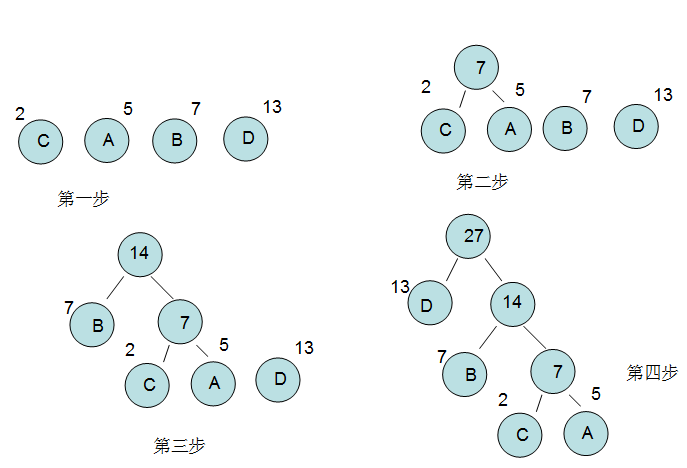 2 5 7 13
C A B D
第一步
7
2 5 7 13
C A B D
第二步
14
7 B 7
2 5 13
C A D
第三步
27
13 D 14
7 B 7
第四步
2 5
C A